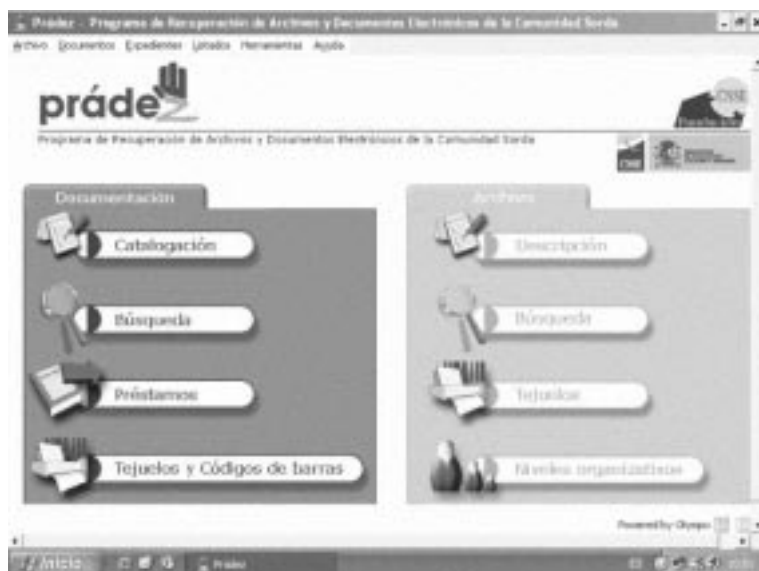 Prádez - Programa de Recuperación de Archivos y Documentos Electrónicos de la Comunidad Sorda
Archivo Documentos Expedientes Listados Herramientas Ayuda
prádez
Programa de Recuperación de Archivos y Documentos Electrónicos de la Comunidad Sorda
CNSE
CNSE
Documentación
Catalogación
Búsqueda
Préstamos
Tejuelos y Códigos de barras
Archivos
Descripción
Búsqueda
Tejuelos
Niveles organizativos
Powered by
Inicio
Prádez